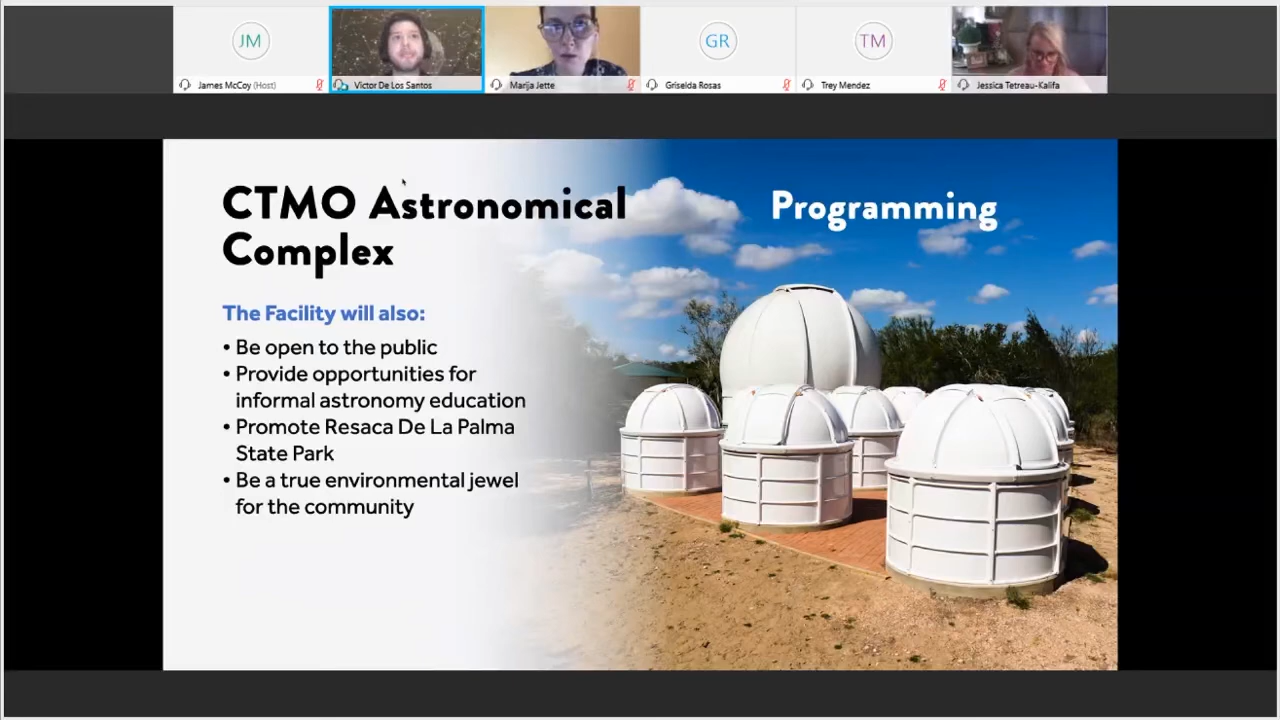 JM
GR
TM
James McCoy (Host)
Victor De Los Santos
Marija Jette
Griselda Rosas
Trey Mendez
Jessica Tetreau-Kalifa
CTMO Astronomical
Complex
Programming
The Facility will also:
• Be open to the public
• Provide opportunities for
informal astronomy education
• Promote Resaca De La Palma
State Park
• Be a true environmental jewel
for the community